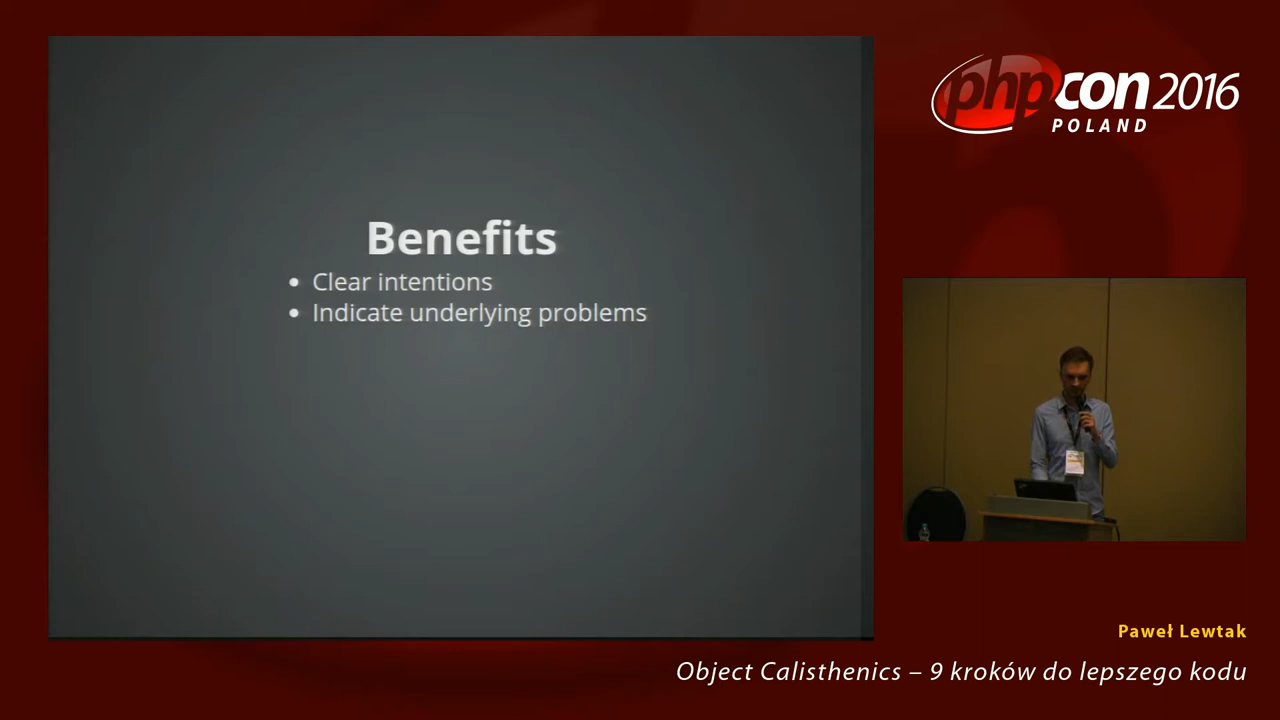 Benefits
• Clear intentions
• Indicate underlying problems
phpcon 2016
POLAND
Paweł Lewtak
Object Calisthenics – 9 kroków do lepszego kodu